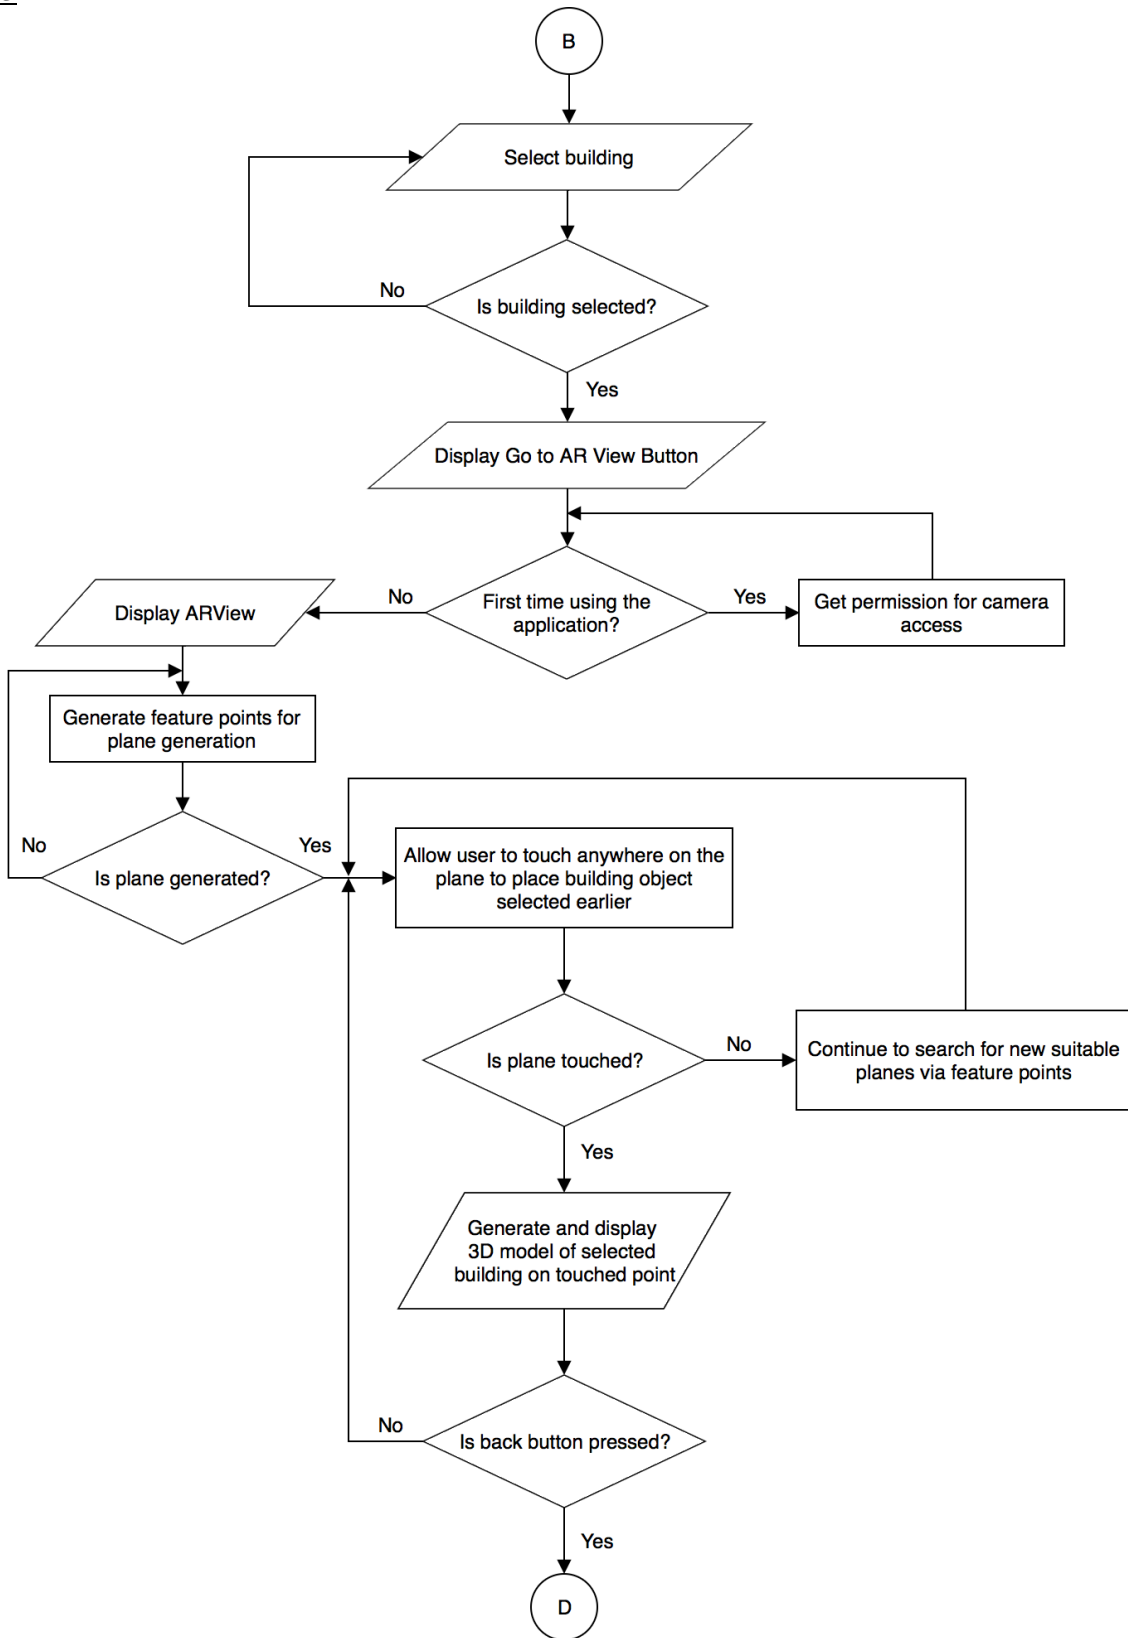 B
Select building
No
Is building selected?
Yes
Display Go to AR View Button
Display ARView
No
First time using the
application?
Yes
Get permission for camera
access
Generate feature points for
plane generation
No
Is plane generated?
Yes
Allow user to touch anywhere on the
plane to place building object
selected earlier
Is plane touched?
No
Continue to search for new suitable
planes via feature points
Yes
Generate and display
3D model of selected
building on touched point
No
Is back button pressed?
Yes
D